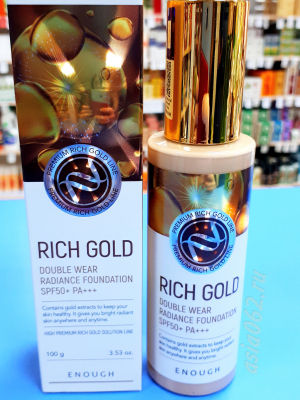 PREMIUM RICH GOLD LINE
PREMIUM RICH GOLD LINE
RICH GOLD
DOUBLE WEAR
RADIANCE FOUNDATION
SPF50+ PA+++
Contains gold extracts to keep your
skin healthy. It gives you bright radiant
skin anywhere and anytime.
HIGH PREMIUM RICH GOLD SOLUTION LINE
100 g 3.53 oz
ENOUGH
PREMIUM RICH GOLD LINE
PREMIUM RICH GOLD LINE
RICH GOLD
DOUBLE WEAR
RADIANCE FOUNDATION
SPF50+ PA+++
Contains gold extracts to keep your
skin healthy. It gives you bright radiant
skin anywhere and anytime.
ENOUGH